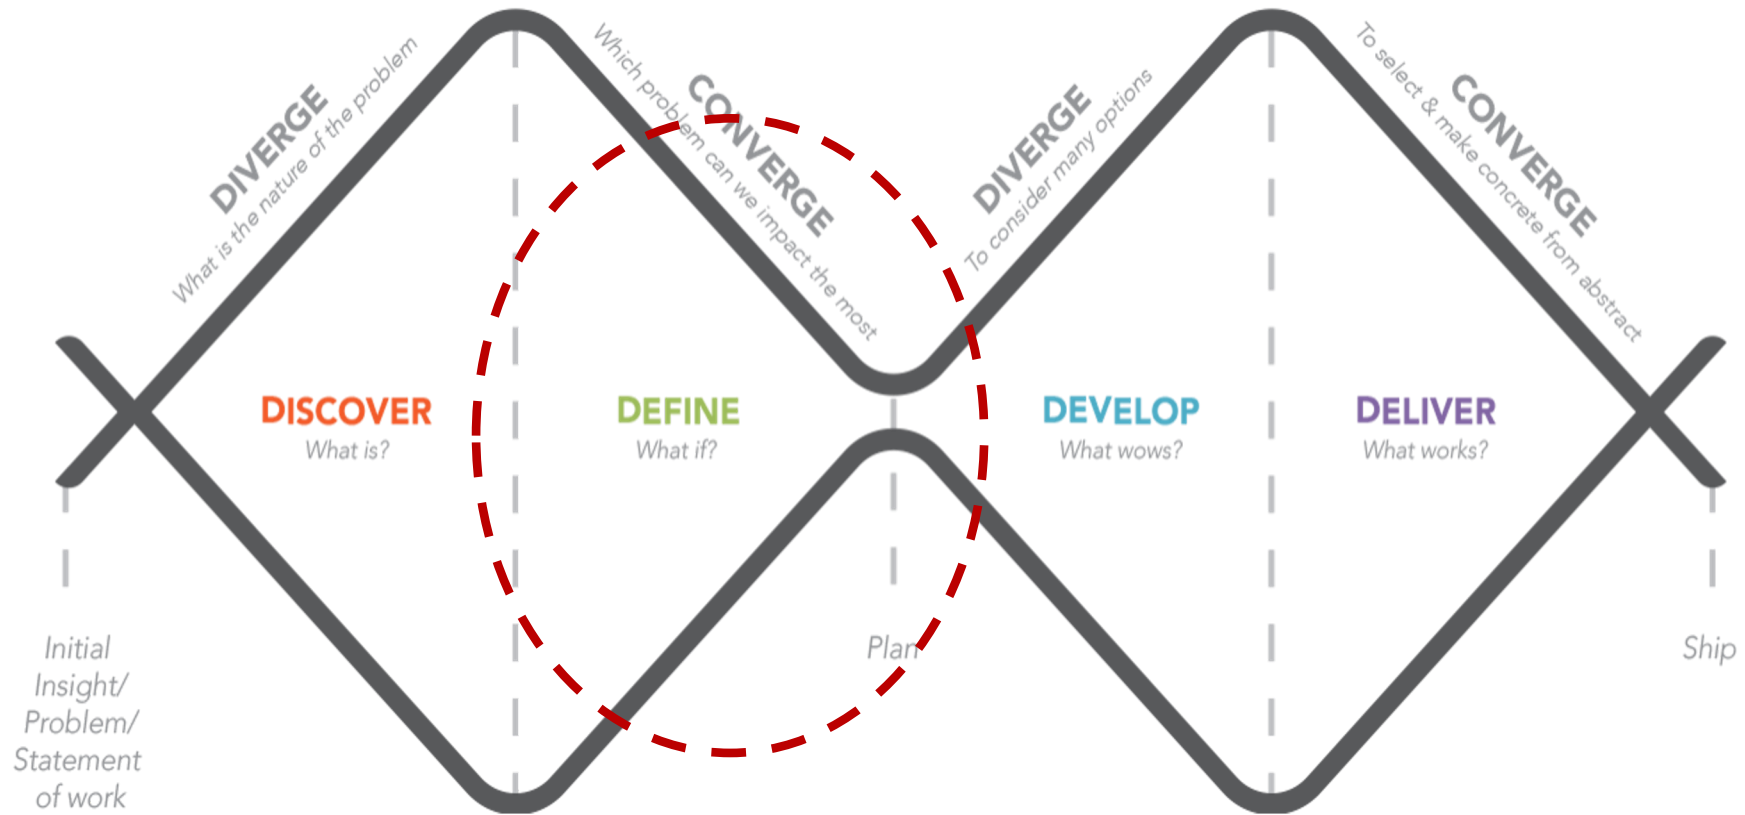 DIVERGE
What is the nature of the problem
Which problem can we impact the most
CONVERGE
DIVERGE
To consider many options
To select & make concrete from abstract
CONVERGE
DISCOVER
What is?
DEFINE
What if?
DEVELOP
What wows?
DELIVER
What works?
Initial
Insight/
Problem/
Statement
of work
Plan
Ship